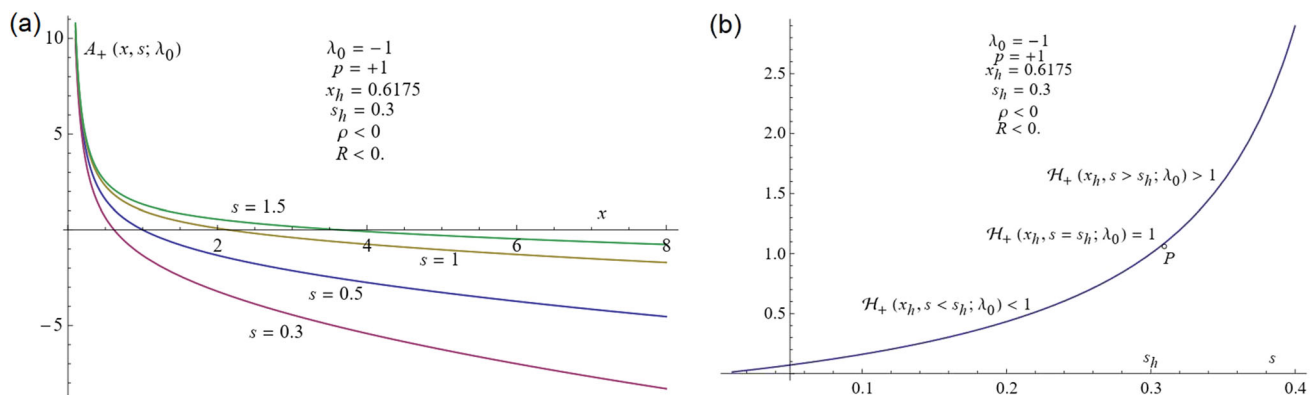 (a)
10
A₊ (x, s; λ₀)
λ₀ = −1
p = +1
x_h = 0.6175
s_h = 0.3
ρ < 0
R < 0.
5
s = 1.5
x
2
4
6
8
s = 1
s = 0.5
−5
s = 0.3
(b)
λ₀ = −1
p = +1
x_h = 0.6175
s_h = 0.3
ρ < 0
R < 0.
2.5
2.0
ℋ₊ (x_h, s > s_h; λ₀) > 1
1.5
ℋ₊ (x_h, s = s_h; λ₀) = 1
1.0
P
ℋ₊ (x_h, s < s_h; λ₀) < 1
0.5
s_h
s
0.1
0.2
0.3
0.4